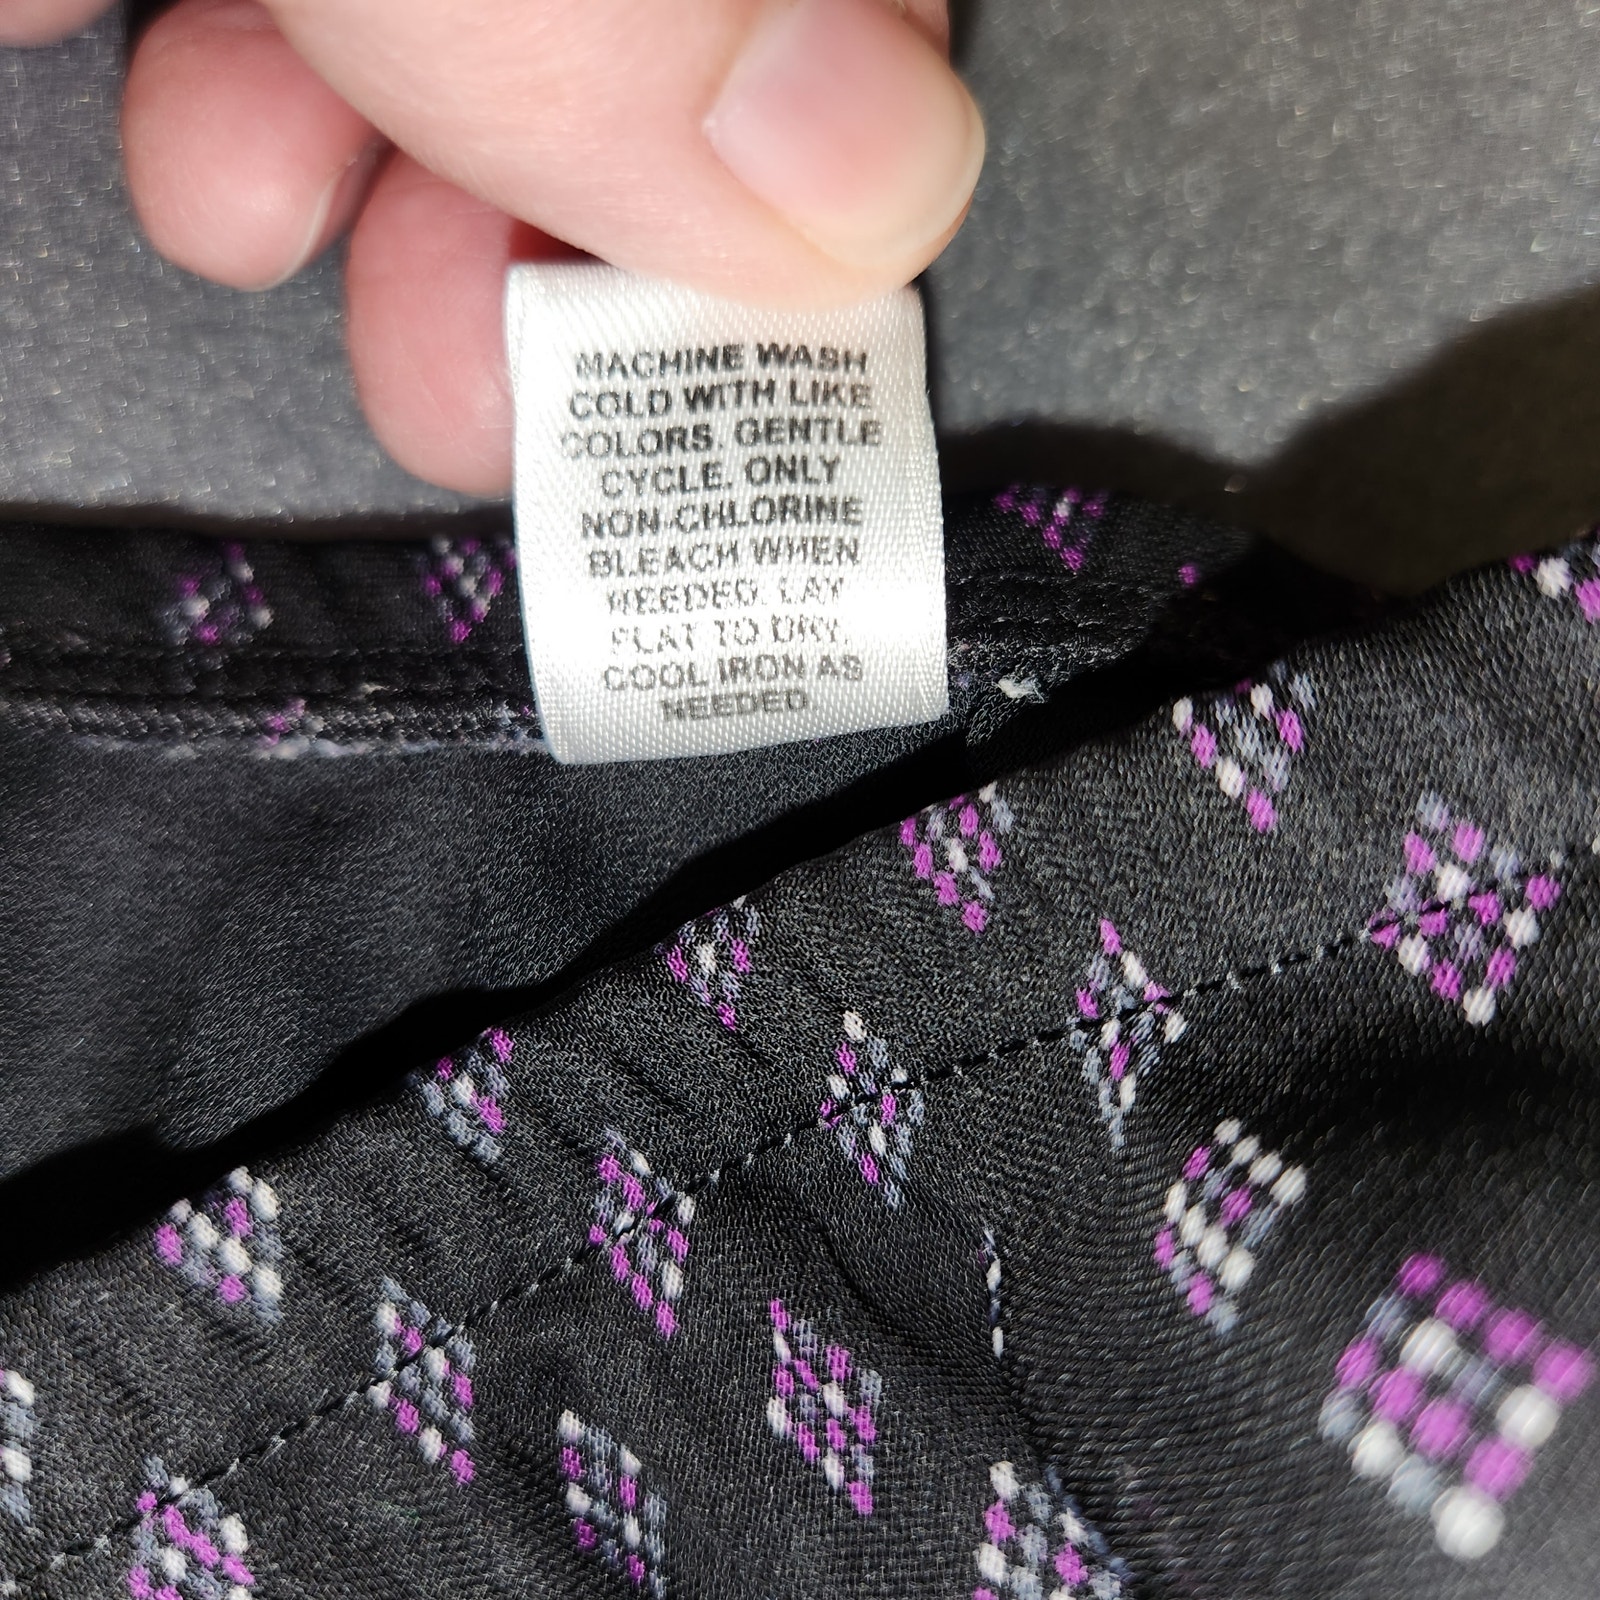 MACHINE WASH
COLD WITH LIKE
COLORS. GENTLE
CYCLE. ONLY
NON-CHLORINE
BLEACH WHEN
NEEDED. LAY
FLAT TO DRY.
COOL IRON AS
NEEDED